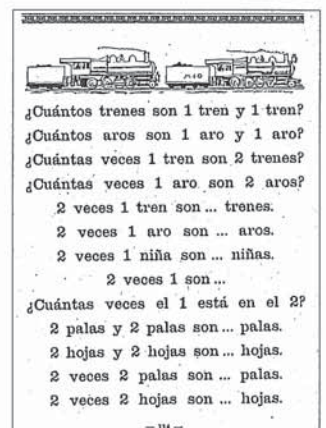 ¿Cuántos trenes son 1 tren y 1 tren?
¿Cuántos aros son 1 aro y 1 aro?
¿Cuántas veces 1 tren son 2 trenes?
¿Cuántas veces 1 aro son 2 aros?
2 veces 1 tren son ... trenes.
2 veces 1 aro son ... aros.
2 veces 1 niña son ... niñas.
2 veces 1 son ...
¿Cuántas veces el 1 está en el 2?
2 palas y 2 palas son ... palas.
2 hojas y 2 hojas son ... hojas.
2 veces 2 palas son ... palas.
2 veces 2 hojas son ... hojas.